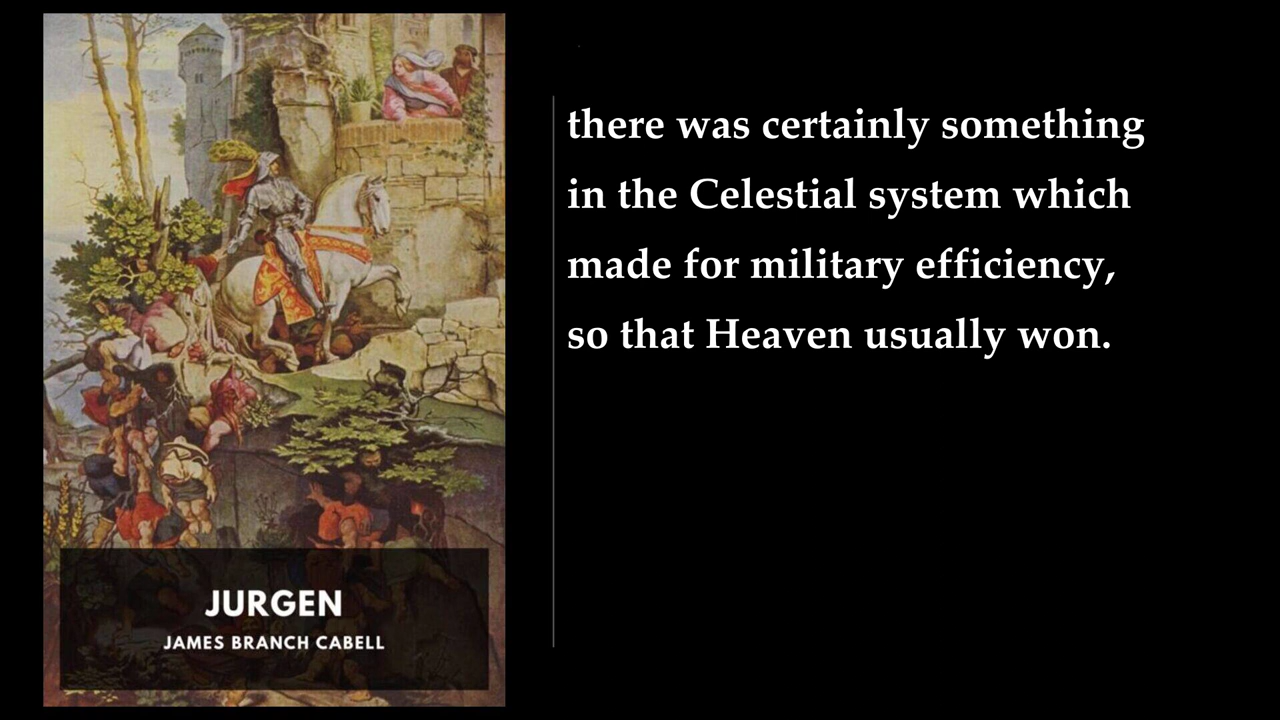 there was certainly something
in the Celestial system which
made for military efficiency,
so that Heaven usually won.
JURGEN
JAMES BRANCH CABELL